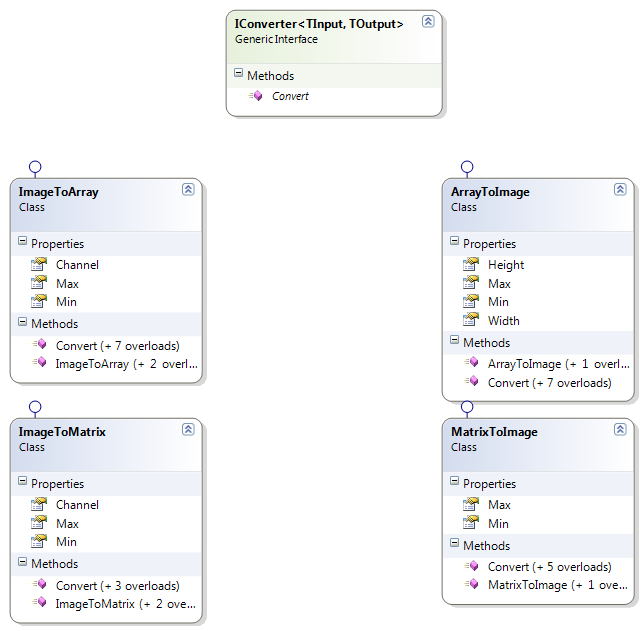 IConverter<TInput, TOutput>
GenericInterface
Methods
Convert
ImageToArray
Class
Properties
Channel
Max
Min
Methods
Convert (+ 7 overloads)
ImageToArray (+ 2 overl...
ArrayToImage
Class
Properties
Height
Max
Min
Width
Methods
ArrayToImage (+ 1 overl...
Convert (+ 7 overloads)
ImageToMatrix
Class
Properties
Channel
Max
Min
Methods
Convert (+ 3 overloads)
ImageToMatrix (+ 2 ove...
MatrixToImage
Class
Properties
Max
Min
Methods
Convert (+ 5 overloads)
MatrixToImage (+ 1 ove...